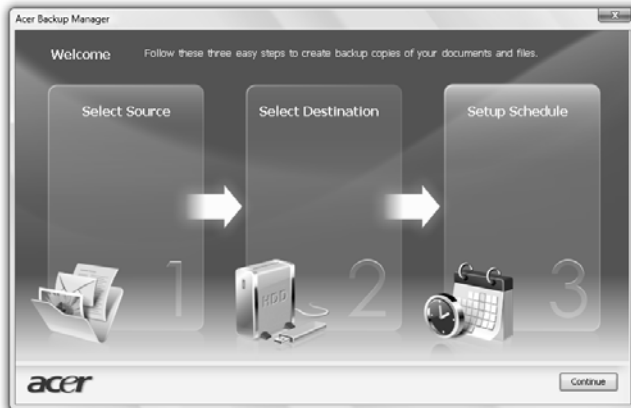 Acer Backup Manager
Welcome
Follow these three easy steps to create backup copies of your documents and files.
Select Source
Select Destination
Setup Schedule
HDD
1
2
3
acer
Continue